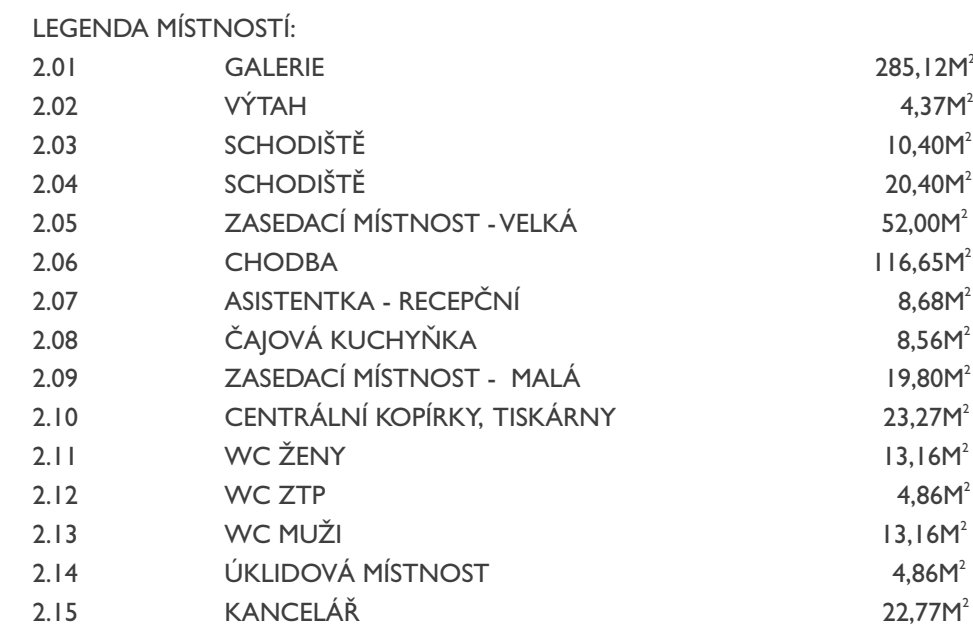 LEGENDA MÍSTNOSTÍ:
2.01 GALERIE 285,12M²
2.02 VÝTAH 4,37M²
2.03 SCHODIŠTĚ 10,40M²
2.04 SCHODIŠTĚ 20,40M²
2.05 ZASEDACÍ MÍSTNOST - VELKÁ 52,00M²
2.06 CHODBA 116,65M²
2.07 ASISTENTKA - RECEPČNÍ 8,68M²
2.08 ČAJOVÁ KUCHYŇKA 8,56M²
2.09 ZASEDACÍ MÍSTNOST - MALÁ 19,80M²
2.10 CENTRÁLNÍ KOPÍRKY, TISKÁRNY 23,27M²
2.11 WC ŽENY 13,16M²
2.12 WC ZTP 4,86M²
2.13 WC MUŽI 13,16M²
2.14 ÚKLIDOVÁ MÍSTNOST 4,86M²
2.15 KANCELÁŘ 22,77M²